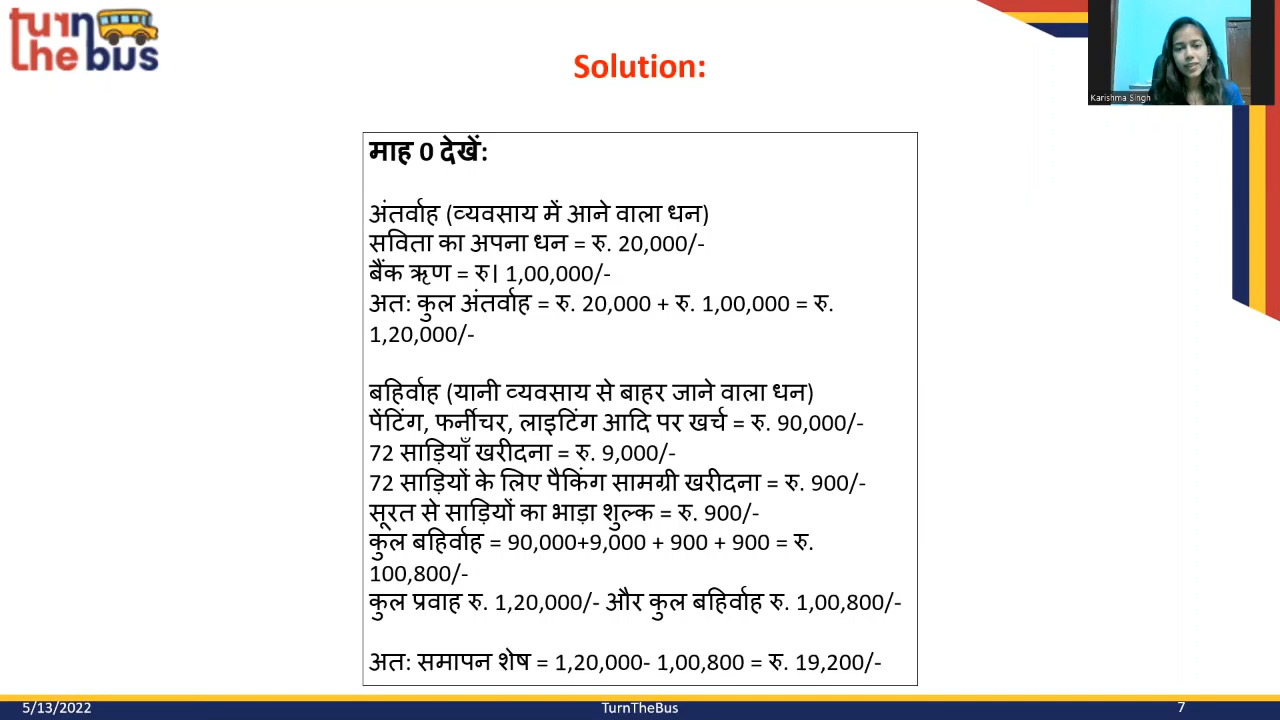 turn
the bus
Solution:
Karishma Singh
माह 0 देखें:
अंतर्वाह (व्यवसाय में आने वाला धन)
सविता का अपना धन = रु. 20,000/-
बैंक ऋण = रु। 1,00,000/-
अत: कुल अंतर्वाह = रु. 20,000 + रु. 1,00,000 = रु.
1,20,000/-
बहिर्वाह (यानी व्यवसाय से बाहर जाने वाला धन)
पेंटिंग, फर्नीचर, लाइटिंग आदि पर खर्च = रु. 90,000/-
72 साड़ियाँ खरीदना = रु. 9,000/-
72 साड़ियों के लिए पैकिंग सामग्री खरीदना = रु. 900/-
सूरत से साड़ियों का भाड़ा शुल्क = रु. 900/-
कुल बहिर्वाह = 90,000+9,000 + 900 + 900 = रु.
100,800/-
कुल प्रवाह रु. 1,20,000/- और कुल बहिर्वाह रु. 1,00,800/-
अत: समापन शेष = 1,20,000- 1,00,800 = रु. 19,200/-
5/13/2022
TurnTheBus
7